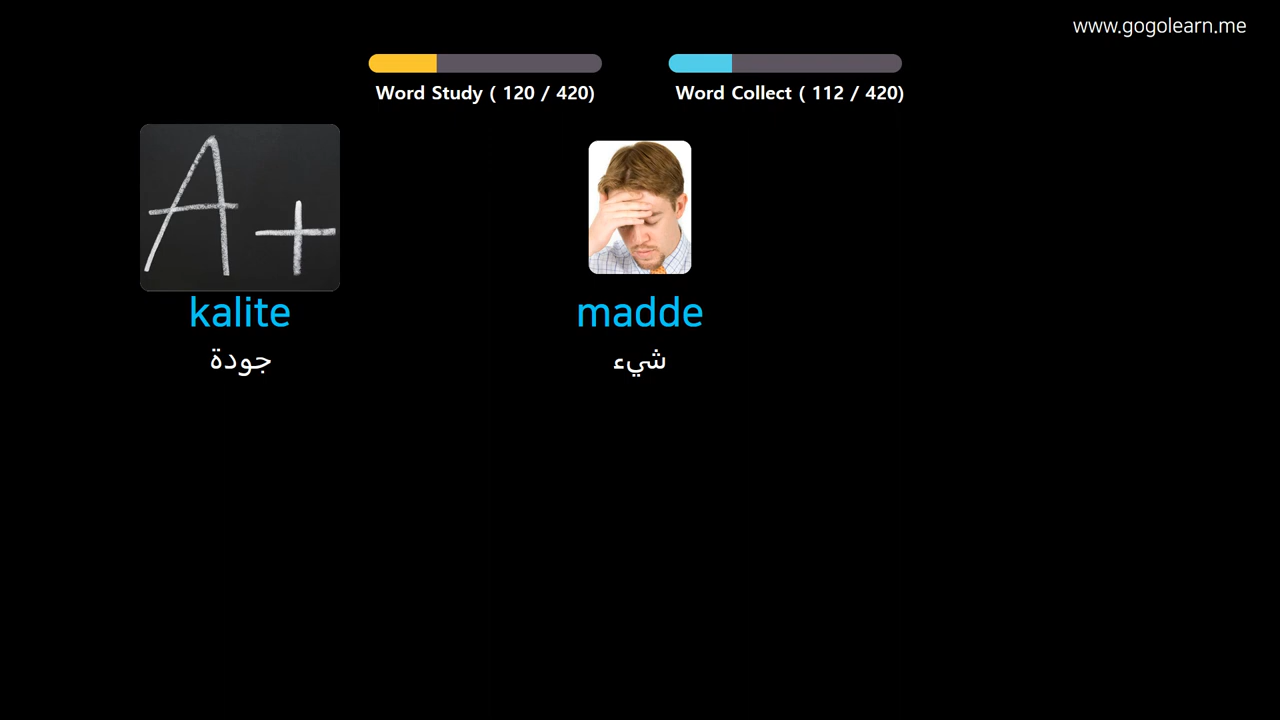 www.gogolearn.me
Word Study ( 120 / 420)
Word Collect ( 112 / 420)
A+
kalite
جودة
madde
شيء